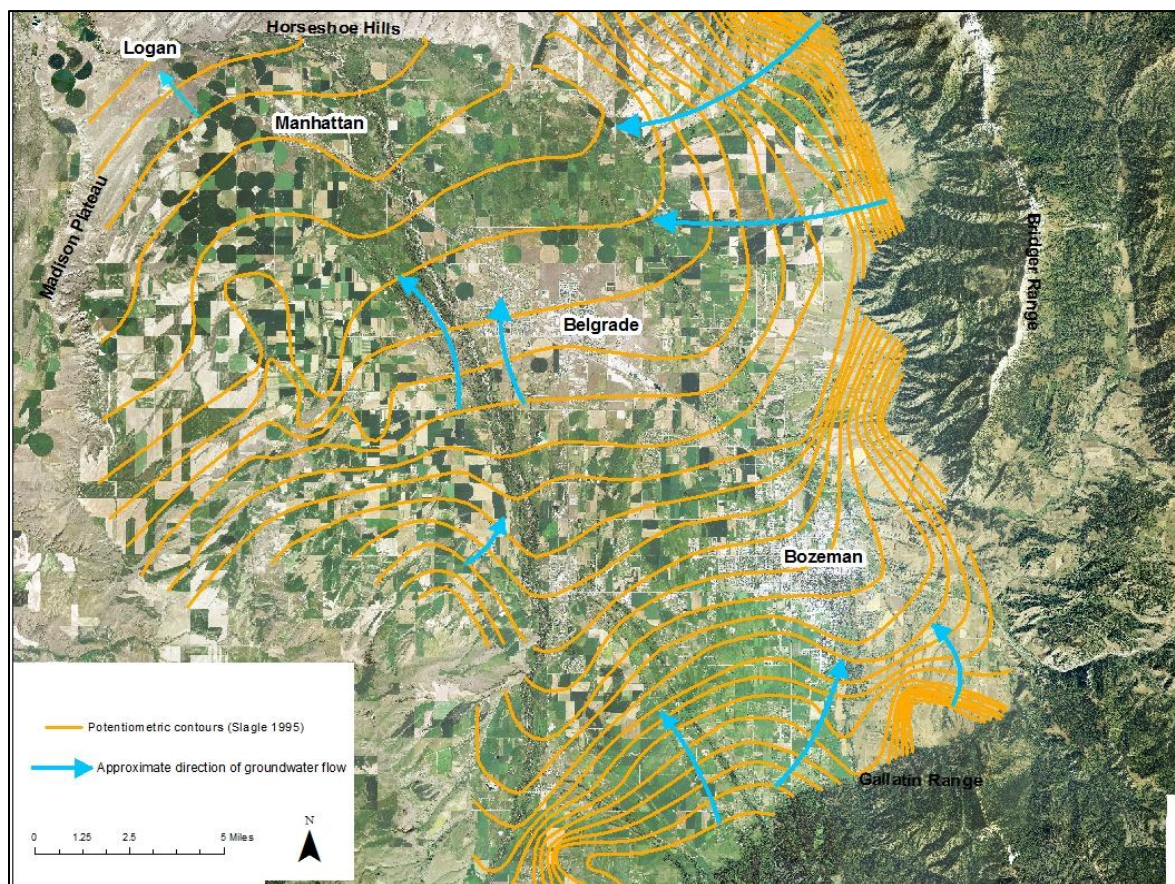 Horseshoe Hills
Logan
Manhattan
Madison Plateau
Bridger Range
Belgrade
Bozeman
Gallatin Range
Potentiometric contours (Slagle 1995)
Approximate direction of groundwater flow
N
0 1.25 2.5 5 Miles